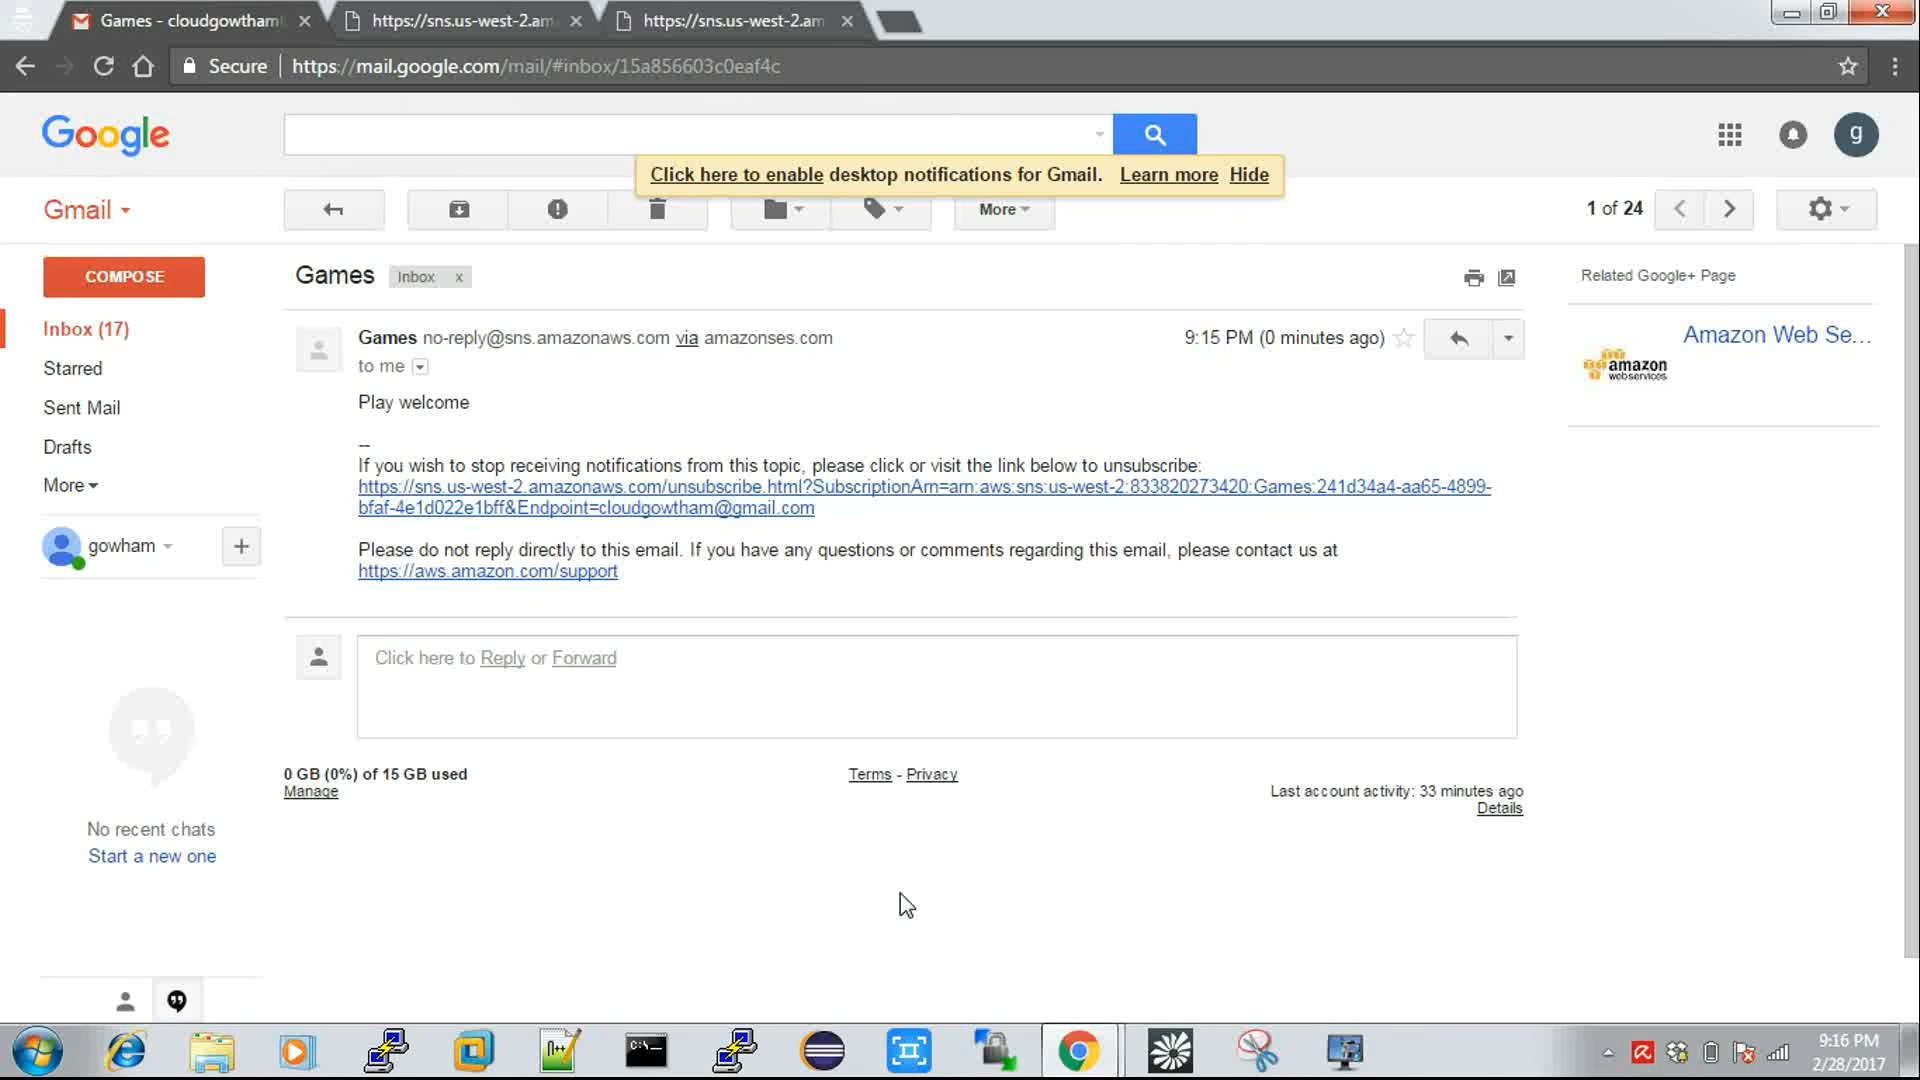 Games - cloudgowtham
https://sns.us-west-2.am
https://sns.us-west-2.am
Secure https://mail.google.com/mail/#inbox/15a856603c0eaf4c
Google
g
Click here to enable desktop notifications for Gmail. Learn more Hide
Gmail
More
1 of 24
COMPOSE
Inbox (17)
Starred
Sent Mail
Drafts
More
gowham
No recent chats
Start a new one
Games Inbox x
Games no-reply@sns.amazonaws.com via amazonses.com
9:15 PM (0 minutes ago)
to me
Play welcome
--
If you wish to stop receiving notifications from this topic, please click or visit the link below to unsubscribe:
https://sns.us-west-2.amazonaws.com/unsubscribe.html?SubscriptionArn=arn:aws:sns:us-west-2:833820273420:Games:241d34a4-aa65-4899-
bfaf-4e1d022e1bff&Endpoint=cloudgowtham@gmail.com
Please do not reply directly to this email. If you have any questions or comments regarding this email, please contact us at
https://aws.amazon.com/support
Click here to Reply or Forward
0 GB (0%) of 15 GB used
Manage
Terms - Privacy
Last account activity: 33 minutes ago
Details
Related Google+ Page
Amazon Web Se...
amazon
webservices
C:\
9:16 PM
2/28/2017